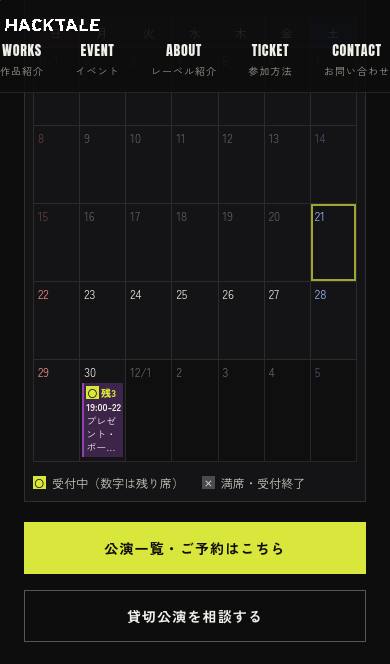 HACKTALE
WORKS EVENT ABOUT TICKET CONTACT
作品紹介 イベント レーベル紹介 参加方法 お問い合わせ
8 9 10 11 12 13 14
15 16 17 18 19 20 21
22 23 24 25 26 27 28
29 30 12/1 2 3 4 5
◯ 残3
19:00-22
プレゼ
ント・
ボー…
◯ 受付中（数字は残り席） × 満席・受付終了
公演一覧・ご予約はこちら
貸切公演を相談する